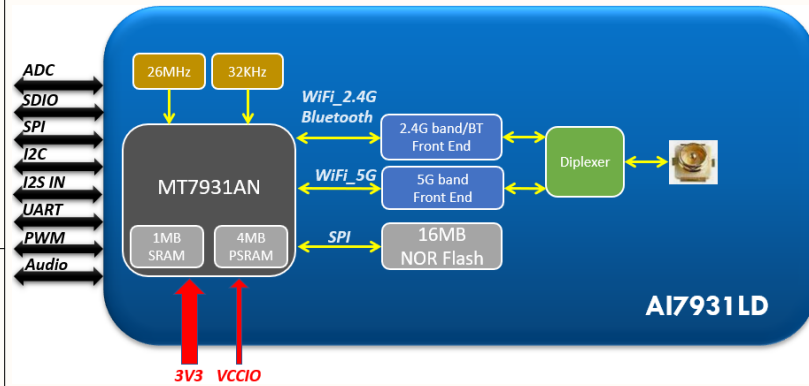 ADC
SDIO
SPI
I2C
I2S IN
UART
PWM
Audio
26MHz
32KHz
MT7931AN
1MB
SRAM
4MB
PSRAM
WiFi_2.4G
Bluetooth
WiFi_5G
SPI
2.4G band/BT
Front End
5G band
Front End
16MB
NOR Flash
Diplexer
AI7931LD
3V3
VCCIO